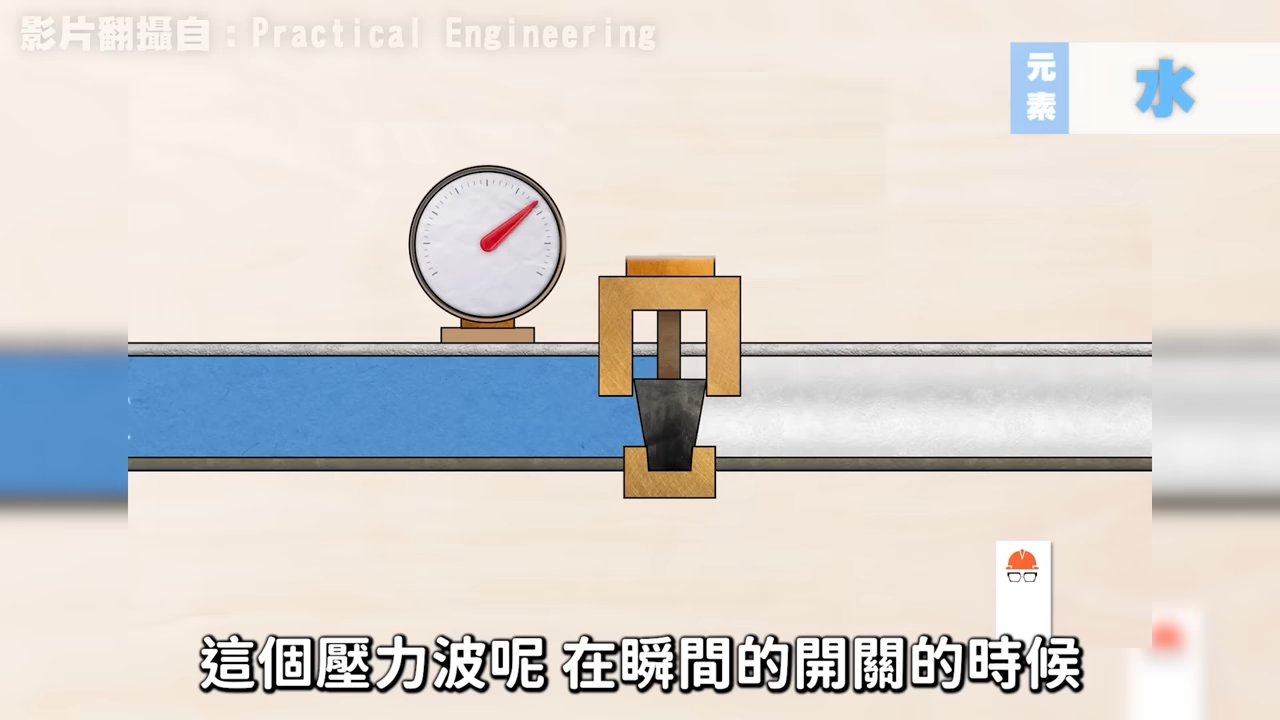 影片翻攝自：Practical Engineering
元素
水
這個壓力波呢 在瞬間的開關的時候